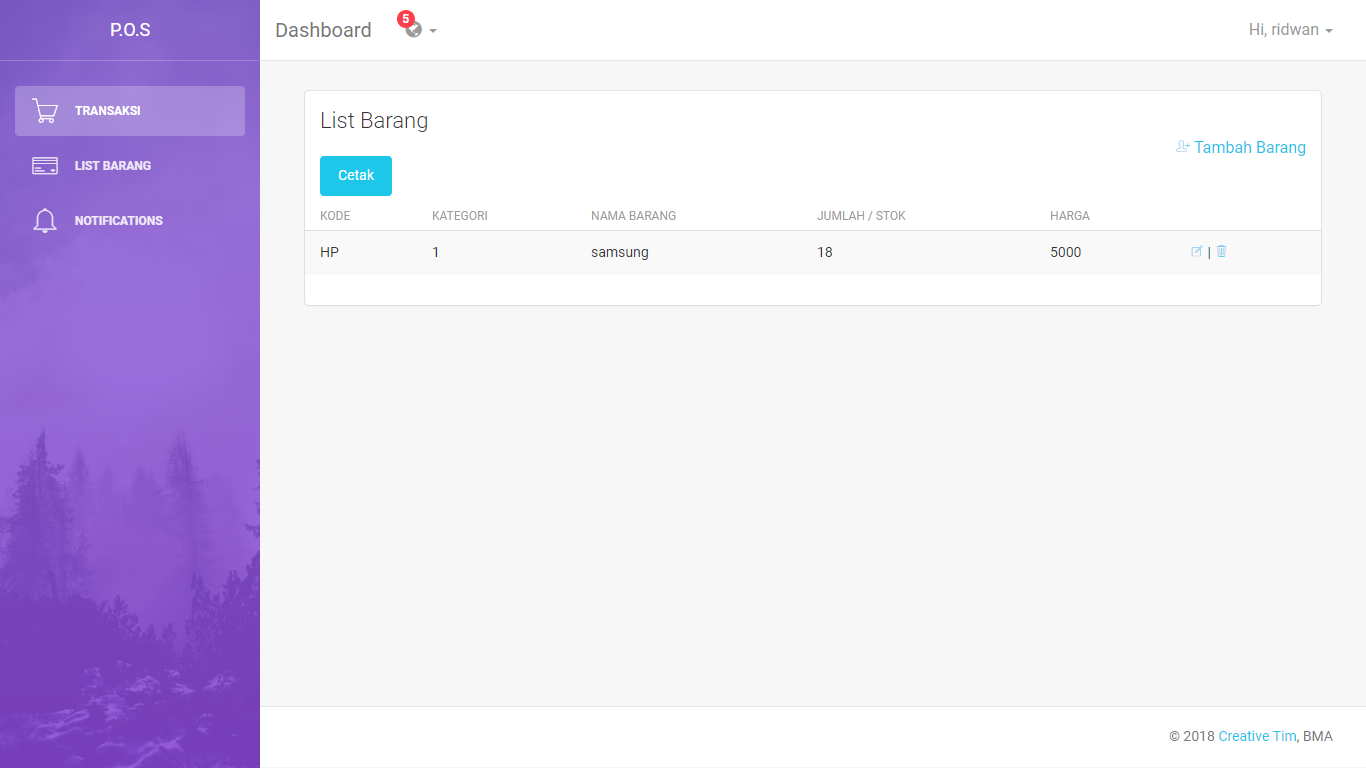 P.O.S
Dashboard
5
Hi, ridwan
TRANSAKSI
LIST BARANG
NOTIFICATIONS
List Barang
Tambah Barang
Cetak
KODE KATEGORI NAMA BARANG JUMLAH / STOK HARGA
HP 1 samsung 18 5000 |
© 2018 Creative Tim, BMA